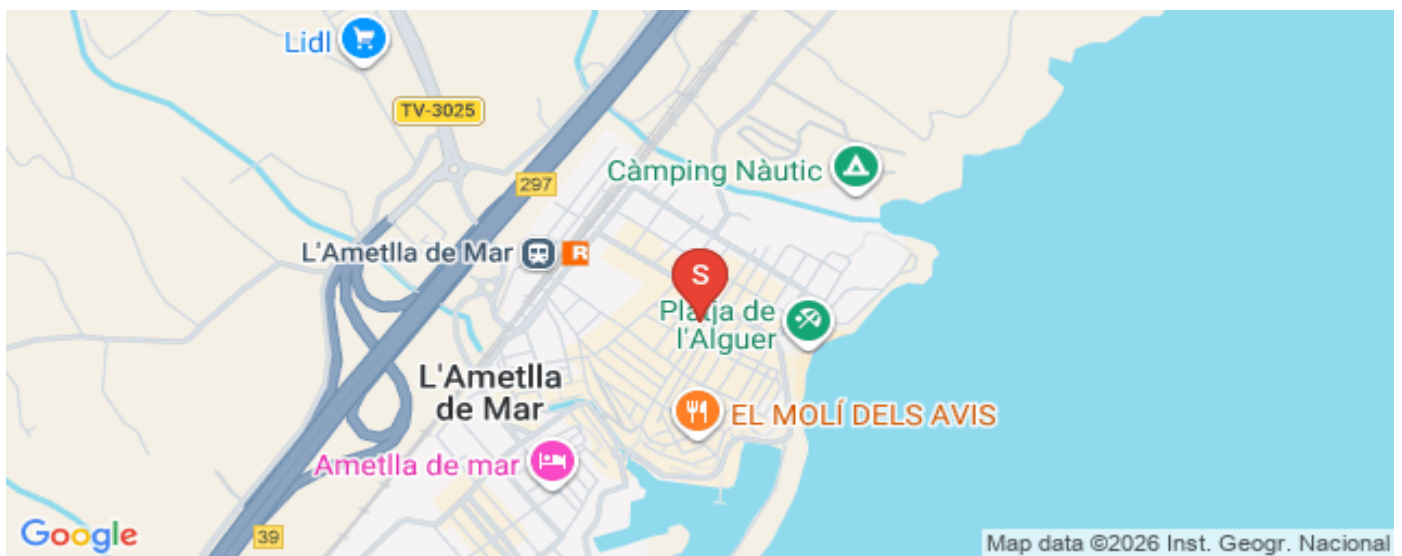 Lidl
TV-3025
297
Càmping Nàutic
L'Ametlla de Mar
R
S
Platja de
l'Alguer
L'Ametlla
de Mar
EL MOLÍ DELS AVIS
Ametlla de mar
39
Google
Map data ©2026 Inst. Geogr. Nacional